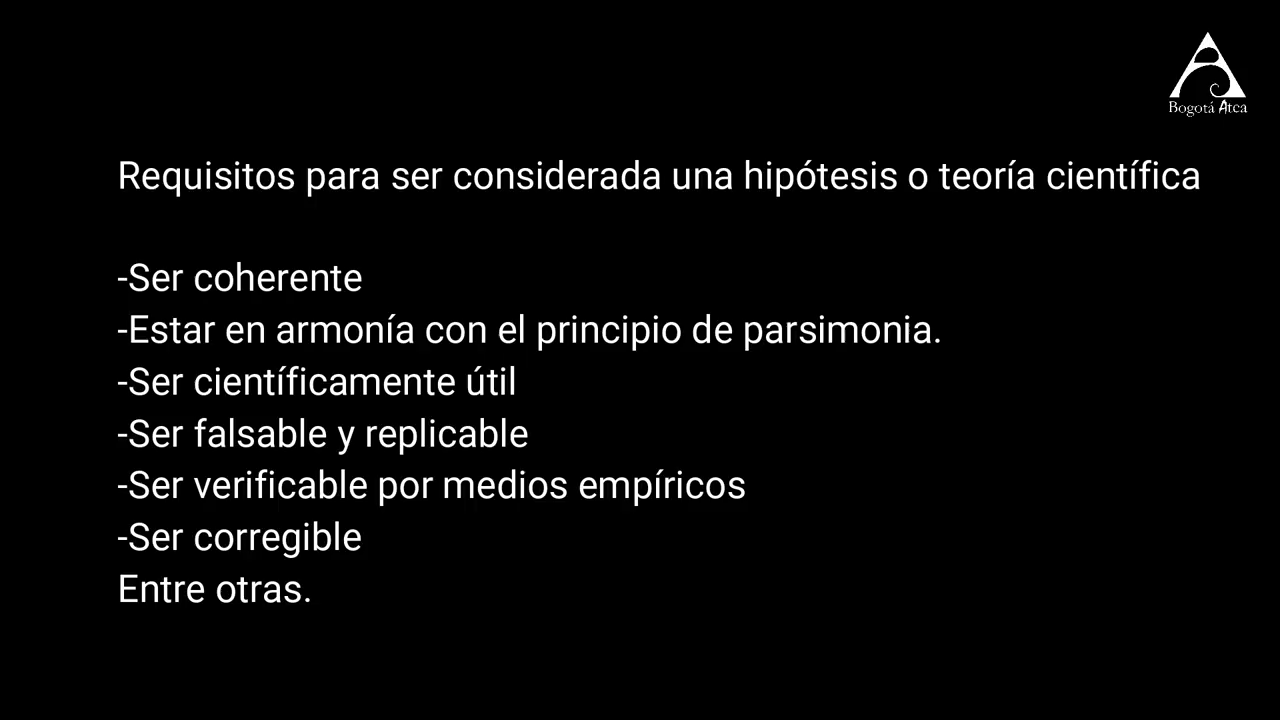 Bogotá Atea
Requisitos para ser considerada una hipótesis o teoría científica
-Ser coherente
-Estar en armonía con el principio de parsimonia.
-Ser científicamente útil
-Ser falsable y replicable
-Ser verificable por medios empíricos
-Ser corregible
Entre otras.